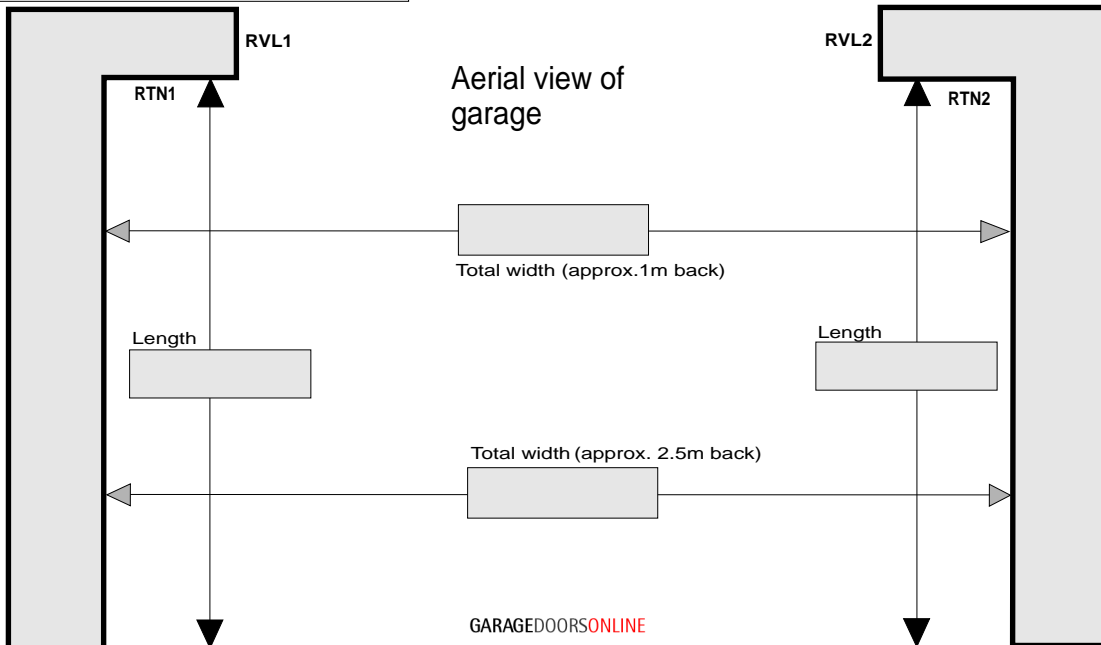 RVL1
RVL2
Aerial view of
garage
RTN1
RTN2
Total width (approx.1m back)
Length
Length
Total width (approx. 2.5m back)
GARAGEDOORSONLINE